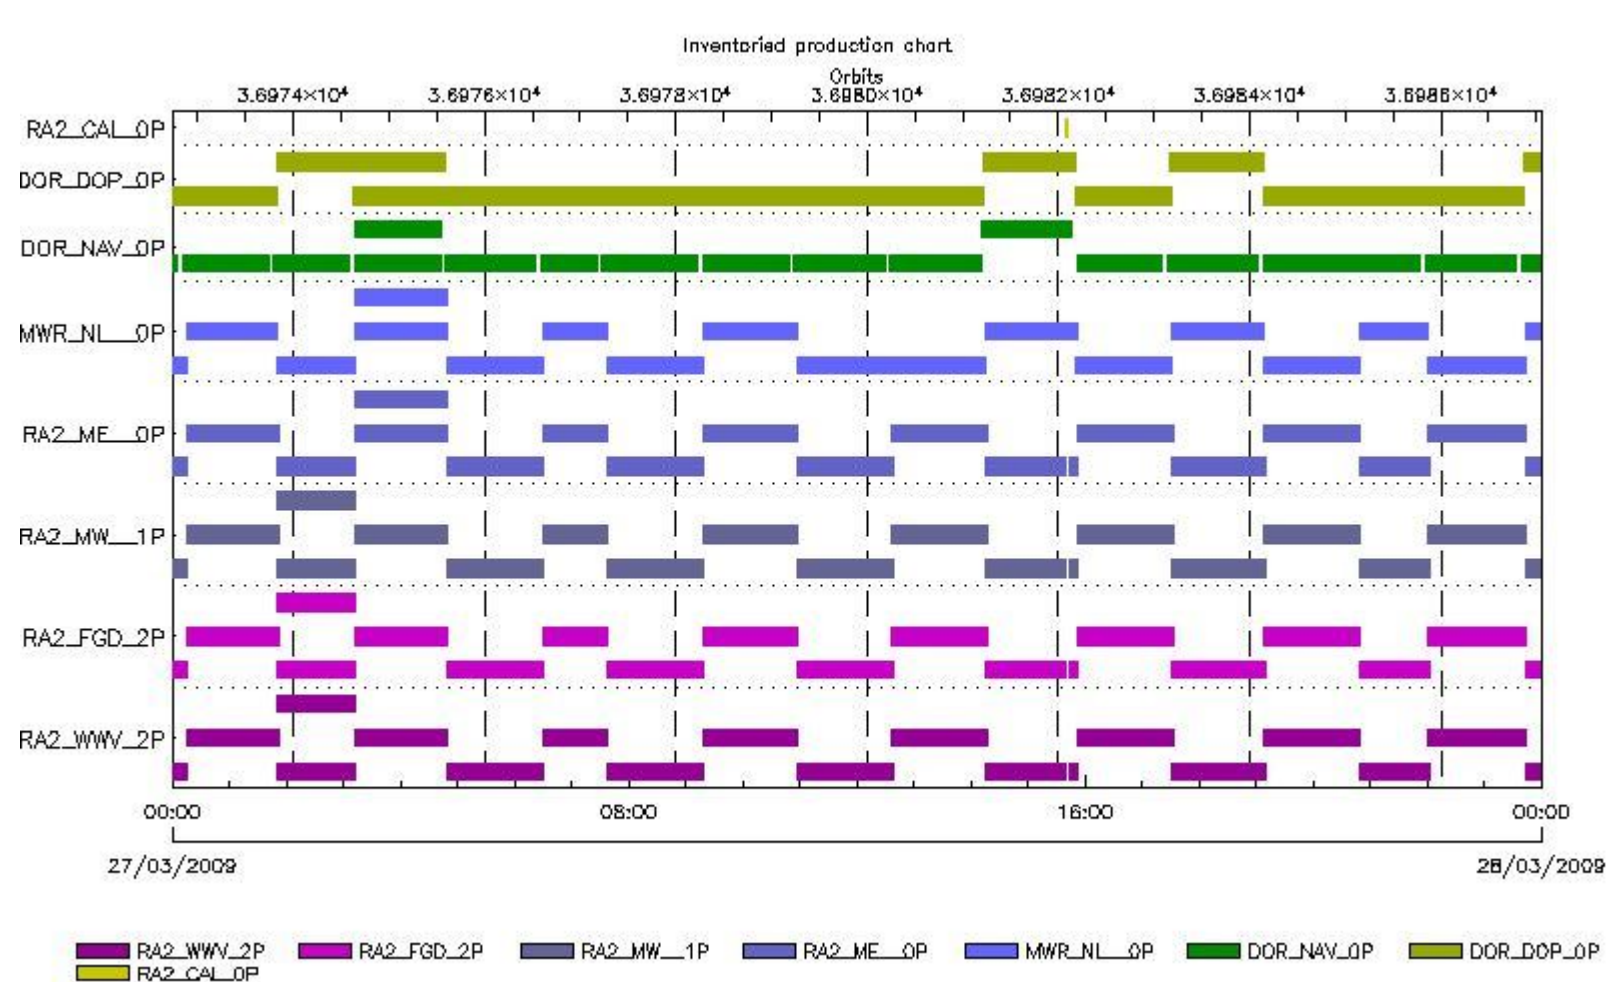 Inventoried production chart
Orbits
3.6974×10⁴ 3.6976×10⁴ 3.6978×10⁴ 3.6980×10⁴ 3.6982×10⁴ 3.6984×10⁴ 3.6986×10⁴
RA2_CAL_0P
DOR_DOP_0P
DOR_NAV_0P
MWR_NL__0P
RA2_ME__0P
RA2_MW__1P
RA2_FGD_2P
RA2_WWV_2P
00:00 08:00 16:00 00:00
27/03/2009 28/03/2009
RA2_WWV_2P RA2_FGD_2P RA2_MW__1P RA2_ME__0P MWR_NL__0P DOR_NAV_0P DOR_DOP_0P
RA2_CAL_0P